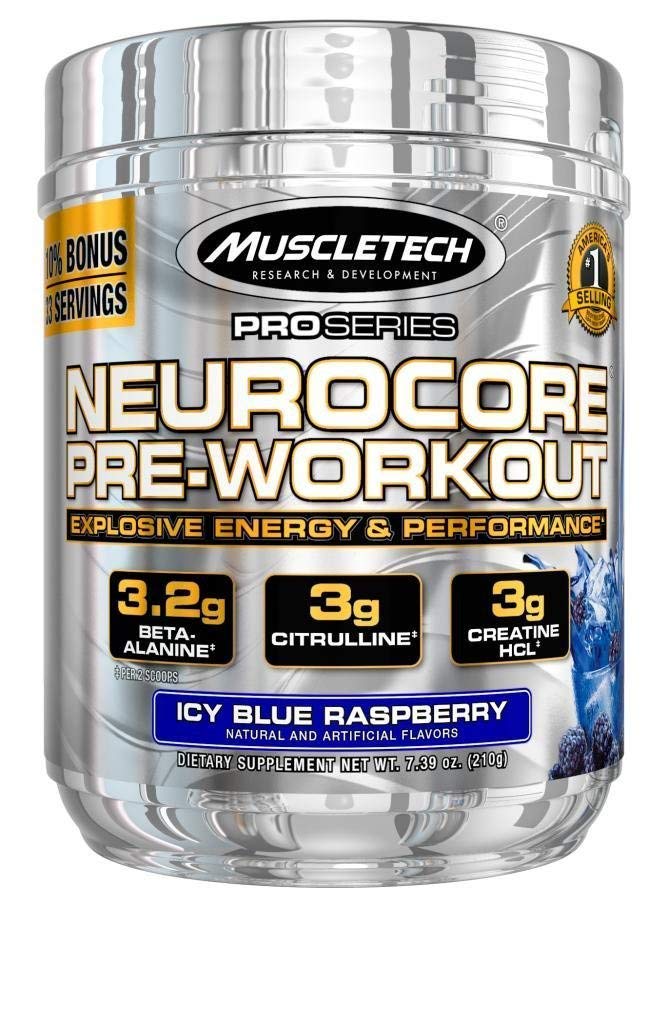 10% BONUS
33 SERVINGS
MUSCLETECH®
RESEARCH & DEVELOPMENT
AMERICA'S
#1
SELLING
PROSERIES
NEUROCORE
PRE-WORKOUT
EXPLOSIVE ENERGY & PERFORMANCE
3.2g
BETA-
ALANINE‡
3g
CITRULLINE‡
3g
CREATINE
HCL‡
‡ PER 2 SCOOPS
ICY BLUE RASPBERRY
NATURAL AND ARTIFICIAL FLAVORS
DIETARY SUPPLEMENT NET WT. 7.39 oz. (210g)